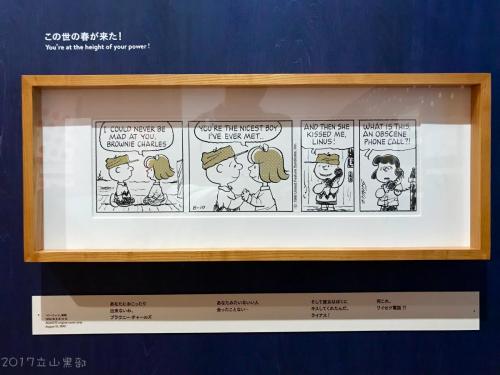 この世の春が来た!
You're at the height of your power!
I COULD NEVER BE
MAD AT YOU,
BROWNIE CHARLES
YOU'RE THE NICEST BOY
I'VE EVER MET..
8-10
AND THEN SHE
KISSED ME,
LINUS!
WHAT IS THIS,
AN OBSCENE
PHONE CALL?!
あなたにおこったり
出来ないわ、
ブラウニー・チャールズ
あなたみたいないい人
会ったことない…
そして彼女はぼくに
キスしてくれたんだ、
ライナス!
何これ、
ワイセツ電話?!
2017立山黒部